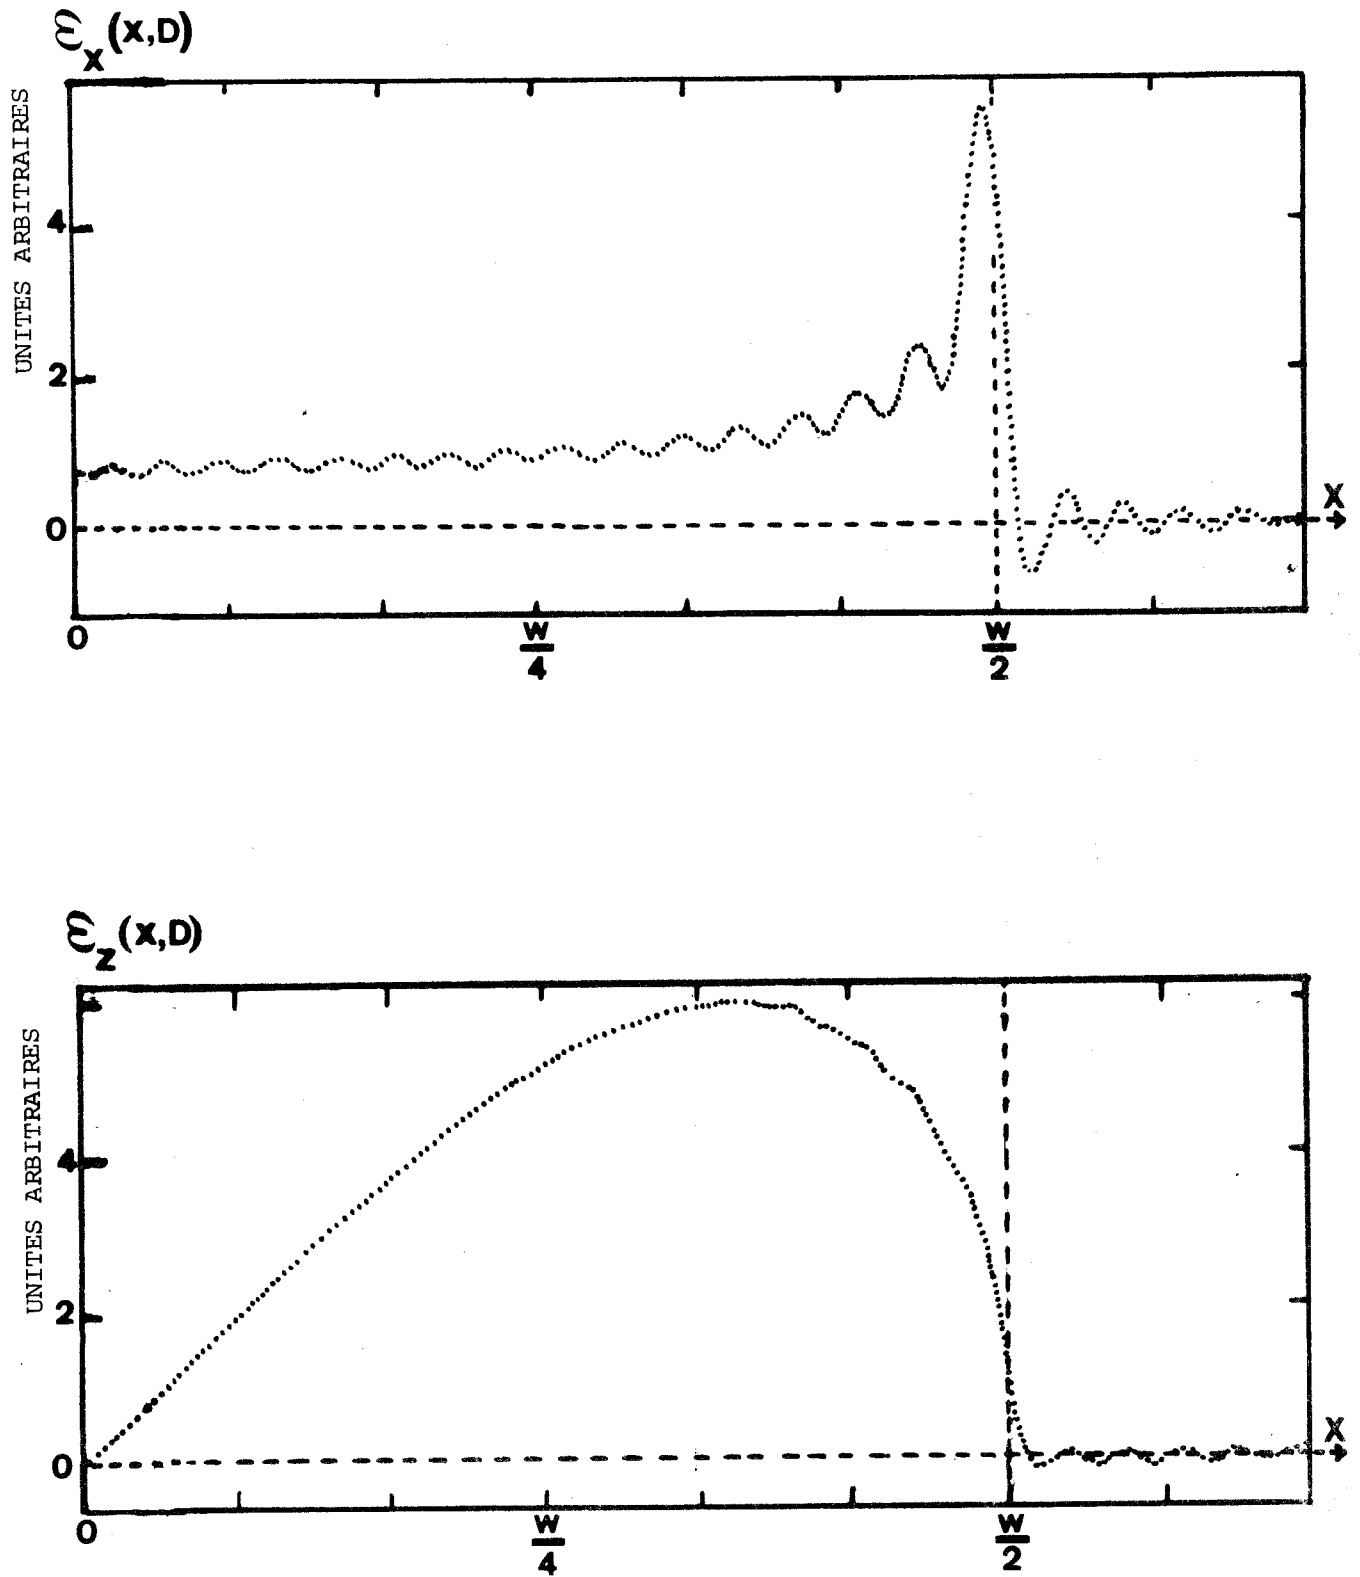 ℰx(x,D)
UNITES ARBITRAIRES
4
2
0
X
0
w/4
w/2
ℰz(x,D)
UNITES ARBITRAIRES
4
2
0
X
0
w/4
w/2